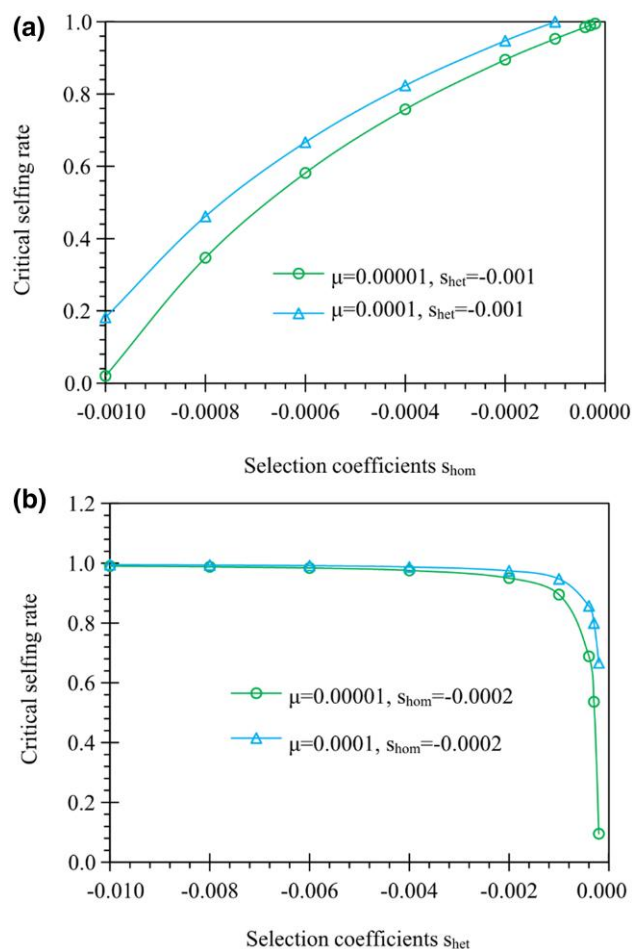 (a)
1.0
0.8
0.6
0.4
0.2
0.0
Critical selfing rate
μ=0.00001, shet=-0.001
μ=0.0001, shet=-0.001
-0.0010 -0.0008 -0.0006 -0.0004 -0.0002 0.0000
Selection coefficients shom
(b)
1.2
1.0
0.8
0.6
0.4
0.2
0.0
Critical selfing rate
μ=0.00001, shom=-0.0002
μ=0.0001, shom=-0.0002
-0.010 -0.008 -0.006 -0.004 -0.002 0.000
Selection coefficients shet